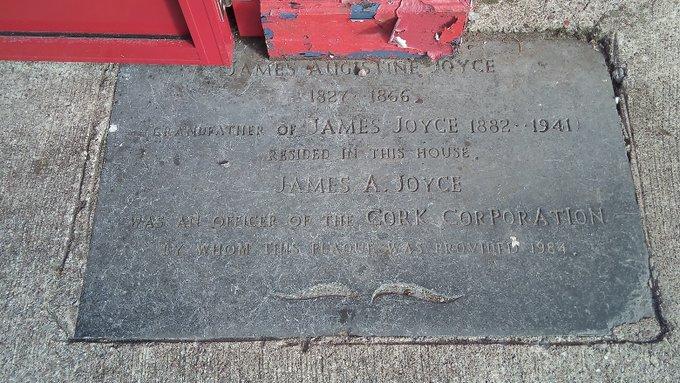 JAMES AUGUSTINE JOYCE
1827 - 1866
(GRANDFATHER OF JAMES JOYCE 1882 - 1941)
RESIDED IN THIS HOUSE.
JAMES A. JOYCE
WAS AN OFFICER OF THE CORK CORPORATION
BY WHOM THIS PLAQUE WAS PROVIDED 1984.